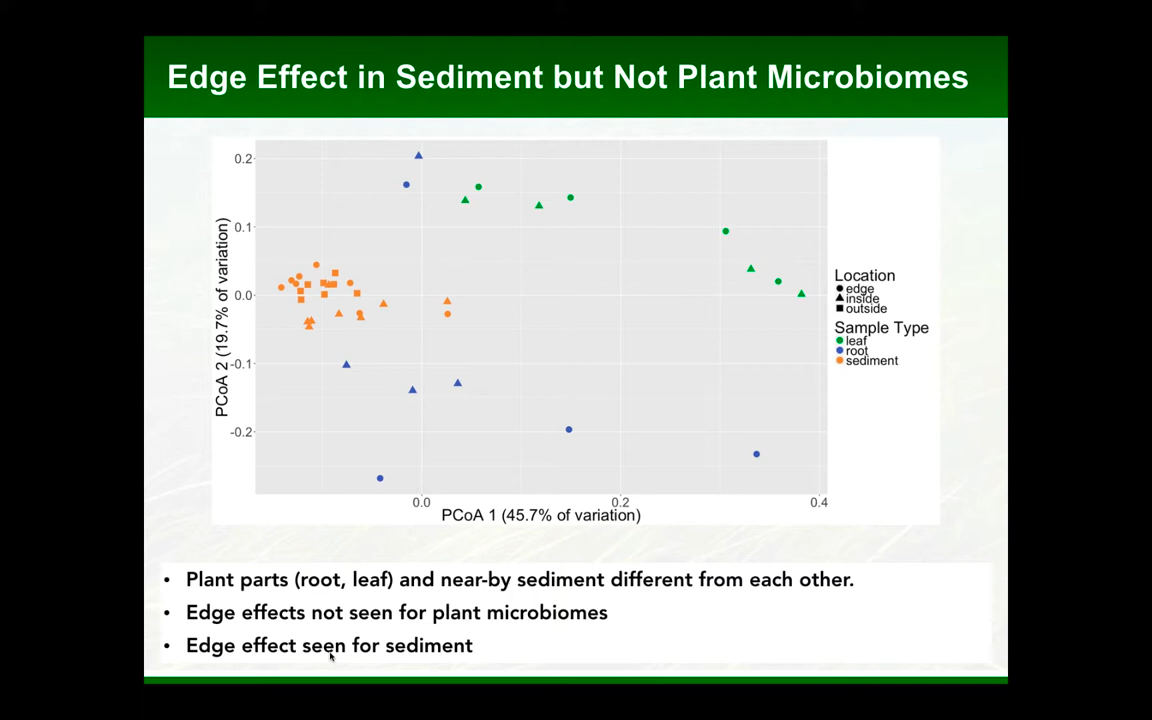 Edge Effect in Sediment but Not Plant Microbiomes
0.2
0.1
0.0
-0.1
-0.2
PCoA 2 (19.7% of variation)
0.0 0.2 0.4
PCoA 1 (45.7% of variation)
Location
edge
inside
outside
Sample Type
leaf
root
sediment
• Plant parts (root, leaf) and near-by sediment different from each other.
• Edge effects not seen for plant microbiomes
• Edge effect seen for sediment